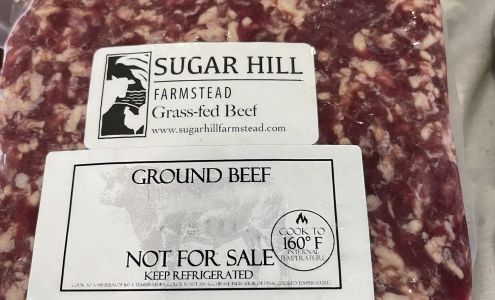 SUGAR HILL
FARMSTEAD
Grass-fed Beef
www.sugarhillfarmstead.com
GROUND BEEF
COOK TO
160° F
INTERNAL
TEMPERATURE
NOT FOR SALE
KEEP REFRIGERATED